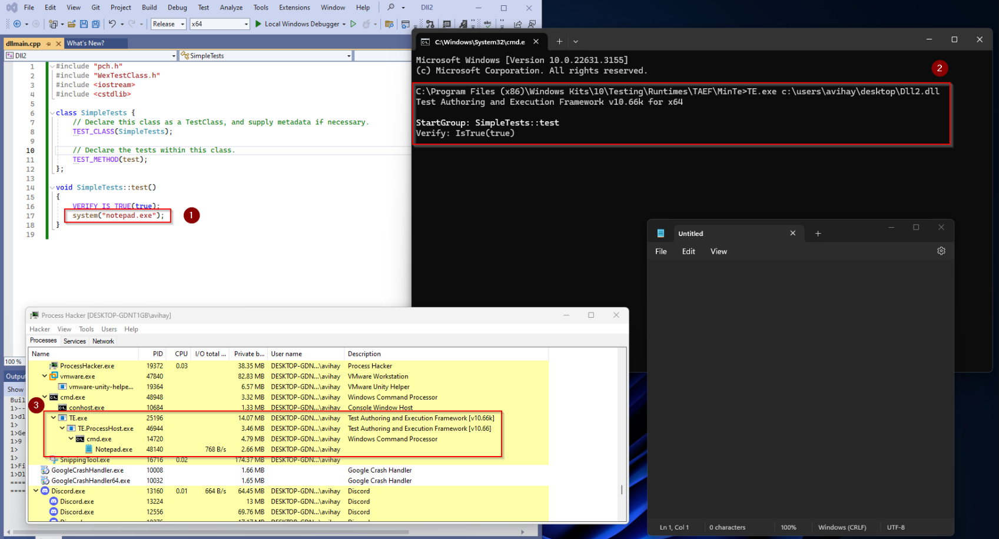 File Edit View Git Project Build Debug Test Analyze Tools Extensions Window Help Dll2
Release x64 Local Windows Debugger
dllmain.cpp What's New?
Dll2 SimpleTests
1 #include "pch.h"
2 #include "WexTestClass.h"
3 #include <iostream>
4 #include <cstdlib>
5
6 class SimpleTests {
7 // Declare this class as a TestClass, and supply metadata if necessary.
8 TEST_CLASS(SimpleTests);
9
10 // Declare the tests within this class.
11 TEST_METHOD(test);
12 };
13
14 void SimpleTests::test()
15 {
16 VERIFY_IS_TRUE(true);
17 system("notepad.exe");
18 }
19
1
100 %
Output
Show
Buil
1>--
1>dl
1>
1>Ge
1>9
1>
1>
1>Fi
1>Dl
====
====
C:\Windows\System32\cmd.e
Microsoft Windows [Version 10.0.22631.3155]
(c) Microsoft Corporation. All rights reserved.
2
C:\Program Files (x86)\Windows Kits\10\Testing\Runtimes\TAEF\MinTe>TE.exe c:\users\avihay\desktop\Dll2.dll
Test Authoring and Execution Framework v10.66k for x64
StartGroup: SimpleTests::test
Verify: IsTrue(true)
Untitled
File Edit View
Ln 1, Col 1 0 characters 100% Windows (CRLF) UTF-8
Process Hacker [DESKTOP-GDNT1GB\avihay]
Hacker View Tools Users Help
Processes Services Network
Name PID CPU I/O total ... Private b... User name Description
ProcessHacker.exe 19372 0.03 38.35 MB DESKTOP-GDN...\avihay Process Hacker
vmware.exe 47840 82.83 MB DESKTOP-GDN...\avihay VMware Workstation
vmware-unity-helpe... 19364 6.57 MB DESKTOP-GDN...\avihay VMware Unity Helper
cmd.exe 48948 3.32 MB DESKTOP-GDN...\avihay Windows Command Processor
3
conhost.exe 10684 1.33 MB DESKTOP-GDN...\avihay Console Window Host
TE.exe 25196 14.07 MB DESKTOP-GDN...\avihay Test Authoring and Execution Framework [v10.66k]
TE.ProcessHost.exe 46944 3.46 MB DESKTOP-GDN...\avihay Test Authoring and Execution Framework [v10.66]
cmd.exe 14720 4.79 MB DESKTOP-GDN...\avihay Windows Command Processor
Notepad.exe 48140 768 B/s 2.66 MB DESKTOP-GDN...\avihay
SnippingTool.exe 16716 0.02 174.37 MB DESKTOP-GDN...\avihay
GoogleCrashHandler.exe 10008 1.66 MB Google Crash Handler
GoogleCrashHandler64.exe 10032 1.65 MB Google Crash Handler
Discord.exe 13160 0.01 664 B/s 64.45 MB DESKTOP-GDN...\avihay Discord
Discord.exe 13224 13 MB DESKTOP-GDN...\avihay Discord
Discord.exe 12556 69.76 MB DESKTOP-GDN...\avihay Discord